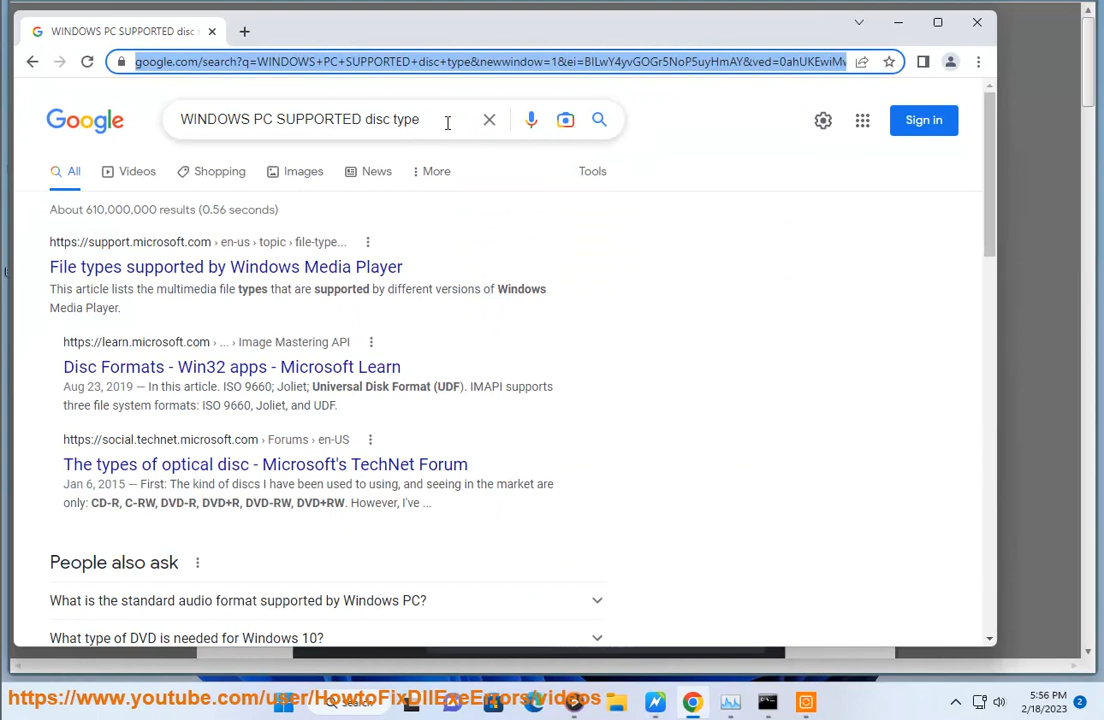 WINDOWS PC SUPPORTED disc
google.com/search?q=WINDOWS+PC+SUPPORTED+disc+type&newwindow=1&ei=BILwY4yvGOGr5NoP5uyHmAY&ved=0ahUKEwiMv
Google
WINDOWS PC SUPPORTED disc type
Sign in
All Videos Shopping Images News More Tools
About 610,000,000 results (0.56 seconds)
https://support.microsoft.com › en-us › topic › file-type...
File types supported by Windows Media Player
This article lists the multimedia file types that are supported by different versions of Windows
Media Player.
https://learn.microsoft.com › ... › Image Mastering API
Disc Formats - Win32 apps - Microsoft Learn
Aug 23, 2019 — In this article. ISO 9660; Joliet; Universal Disk Format (UDF). IMAPI supports
three file system formats: ISO 9660, Joliet, and UDF.
https://social.technet.microsoft.com › Forums › en-US
The types of optical disc - Microsoft's TechNet Forum
Jan 6, 2015 — First: The kind of discs I have been used to using, and seeing in the market are
only: CD-R, C-RW, DVD-R, DVD+R, DVD-RW, DVD+RW. However, I've ...
People also ask
What is the standard audio format supported by Windows PC?
What type of DVD is needed for Windows 10?
https://www.youtube.com/user/HowtoFixDllExeErrors/videos
Search
5:56 PM
2/18/2023
2